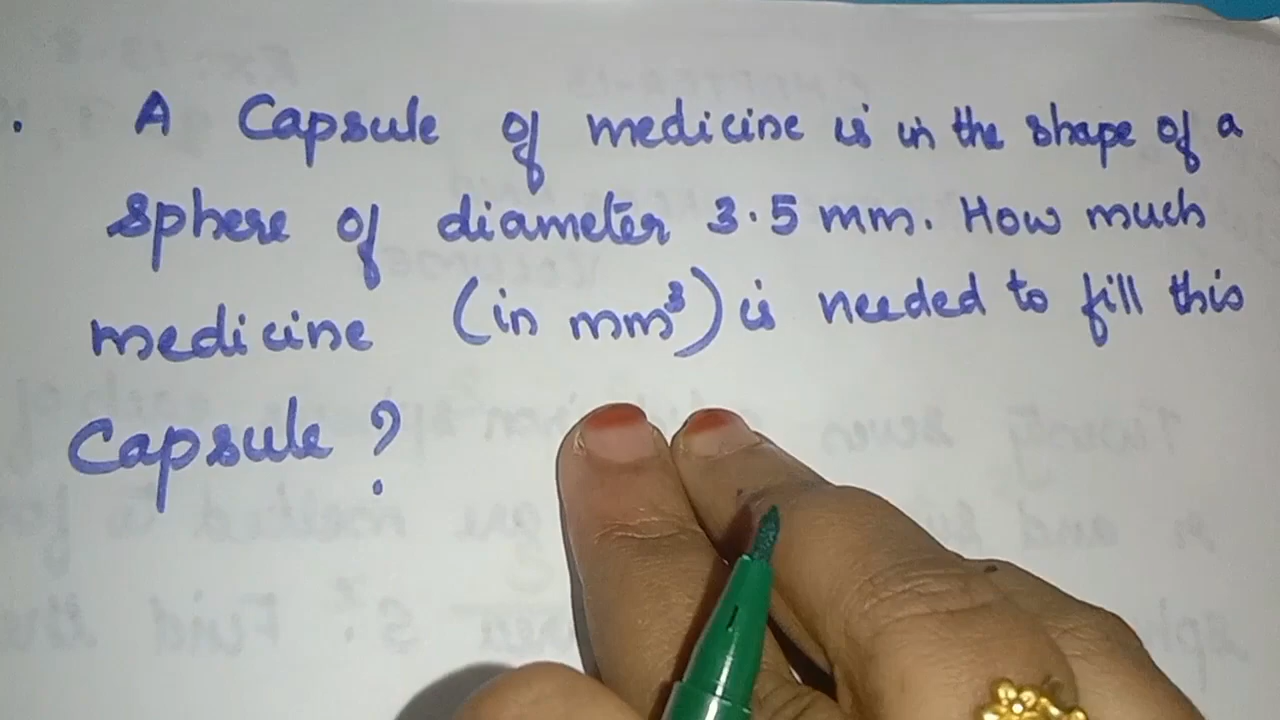 . A Capsule of medicine is in the shape of a
sphere of diameter 3.5 mm. How much
medicine (in mm³) is needed to fill this
Capsule ?